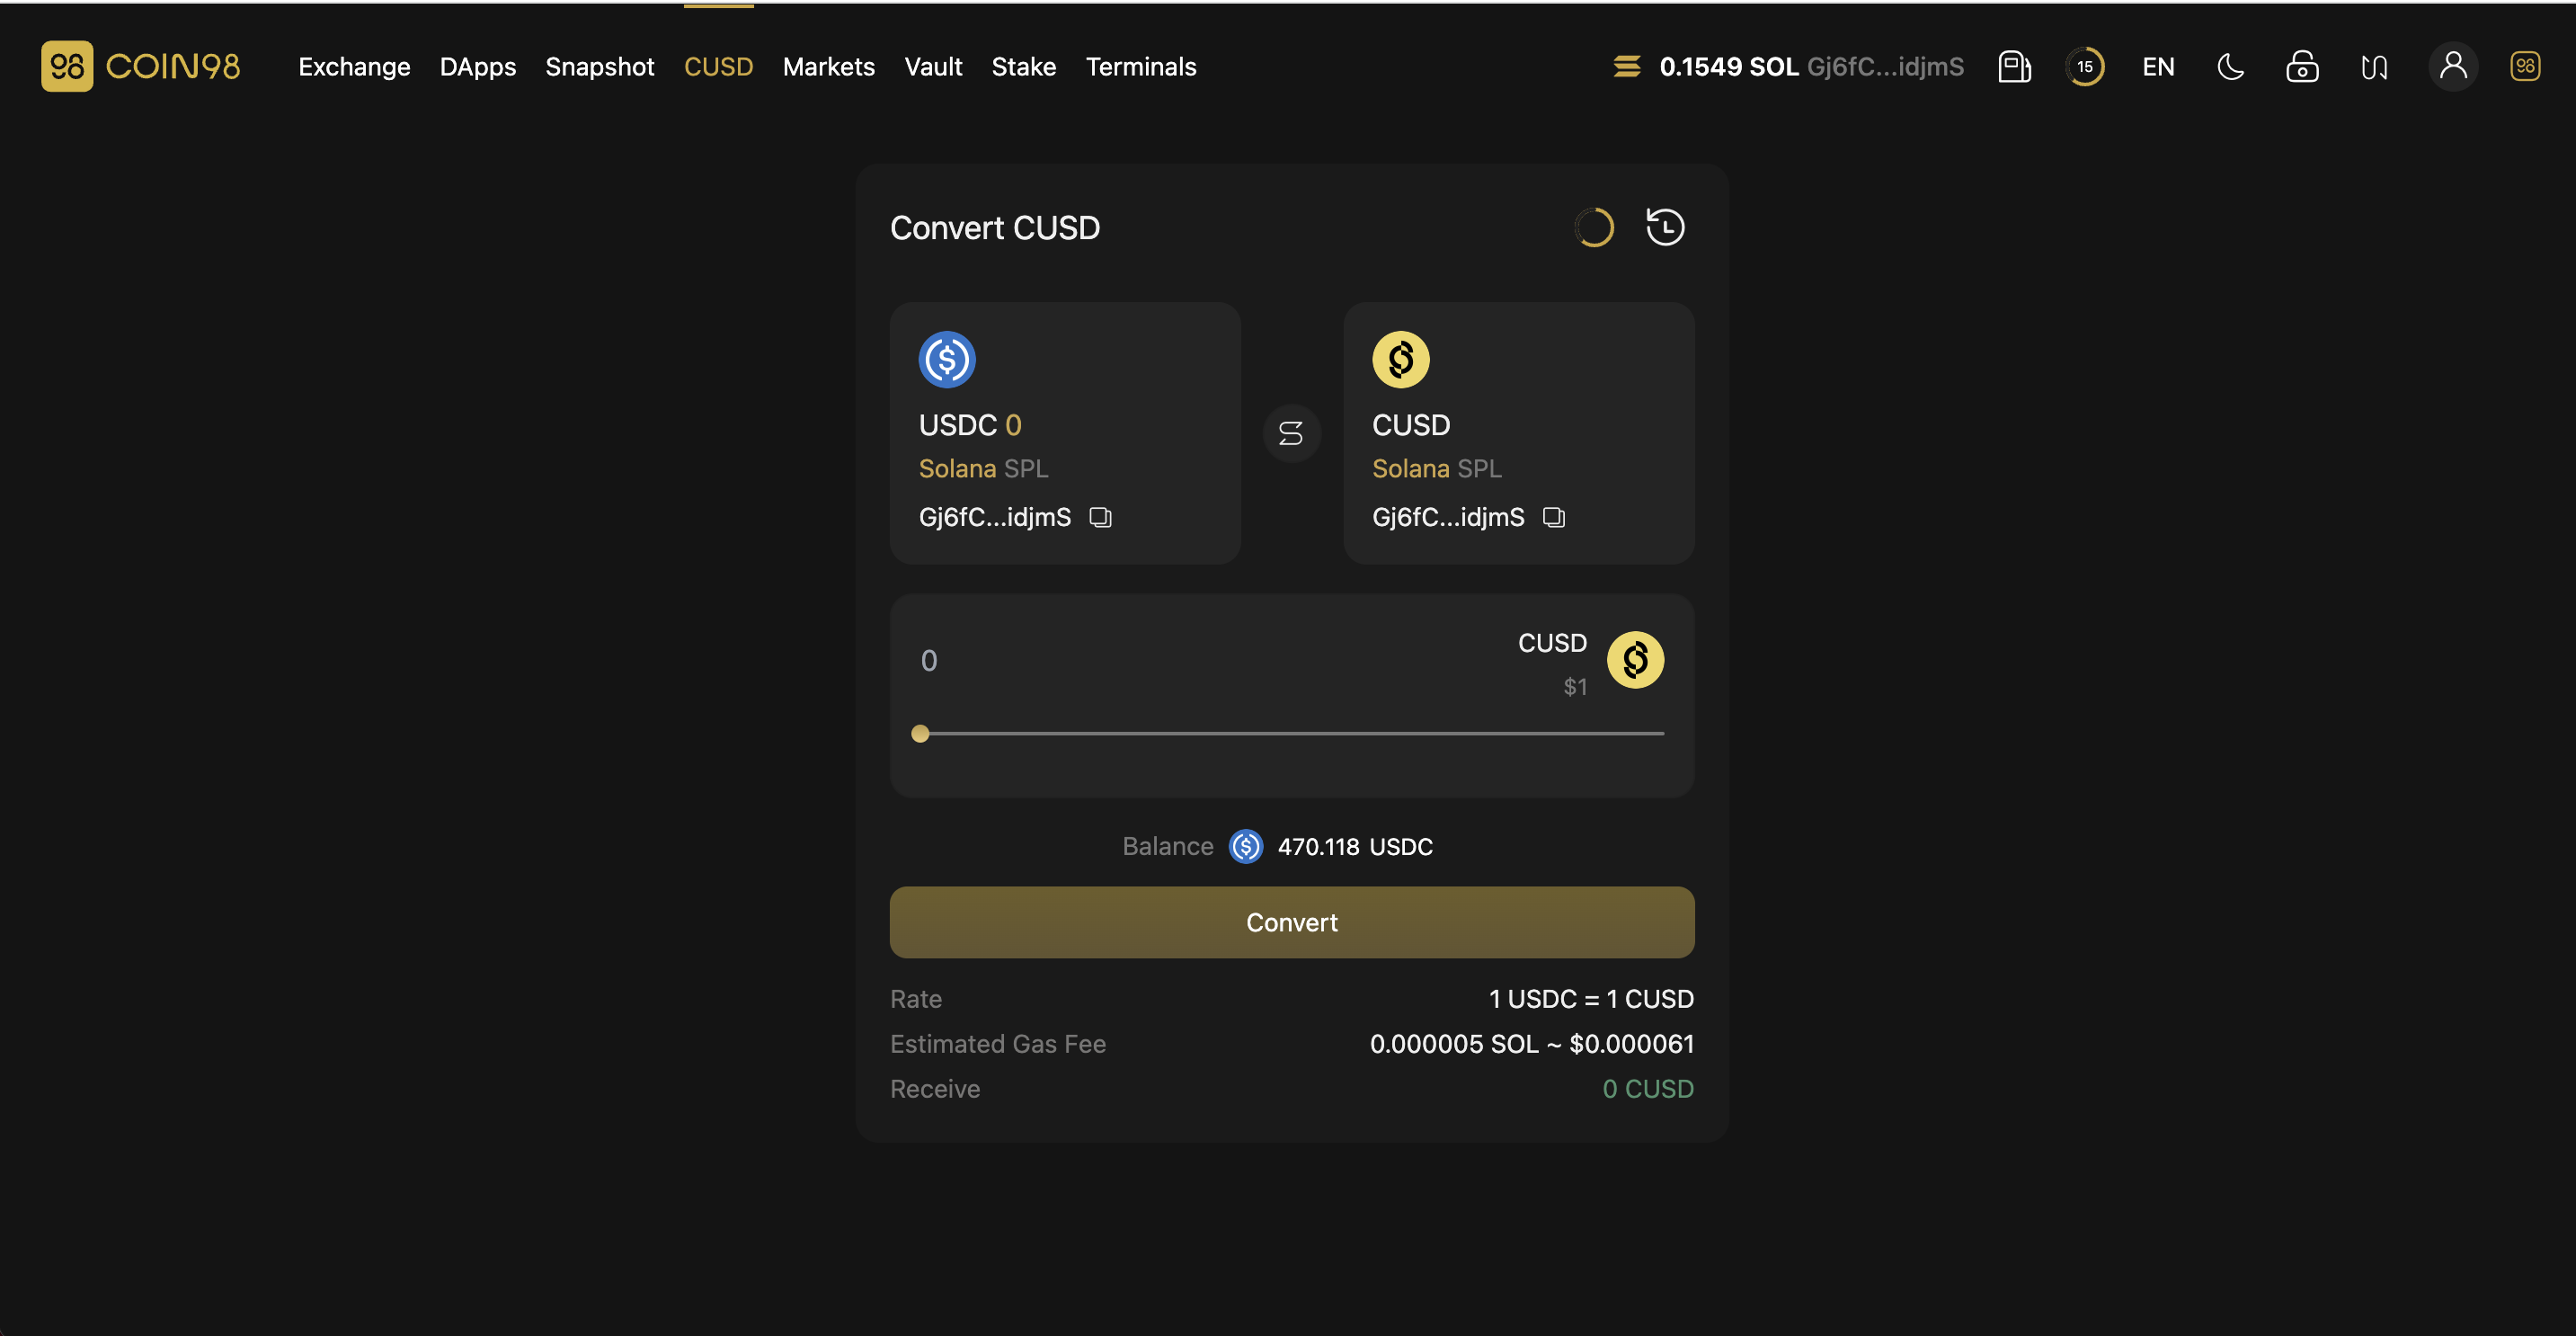 98 COIN98 Exchange DApps Snapshot CUSD Markets Vault Stake Terminals 0.1549 SOL Gj6fC...idjmS 15 EN 98
Convert CUSD
USDC 0
Solana SPL
Gj6fC...idjmS
CUSD
Solana SPL
Gj6fC...idjmS
0
CUSD
$1
Balance $ 470.118 USDC
Convert
Rate 1 USDC = 1 CUSD
Estimated Gas Fee 0.000005 SOL ~ $0.000061
Receive 0 CUSD